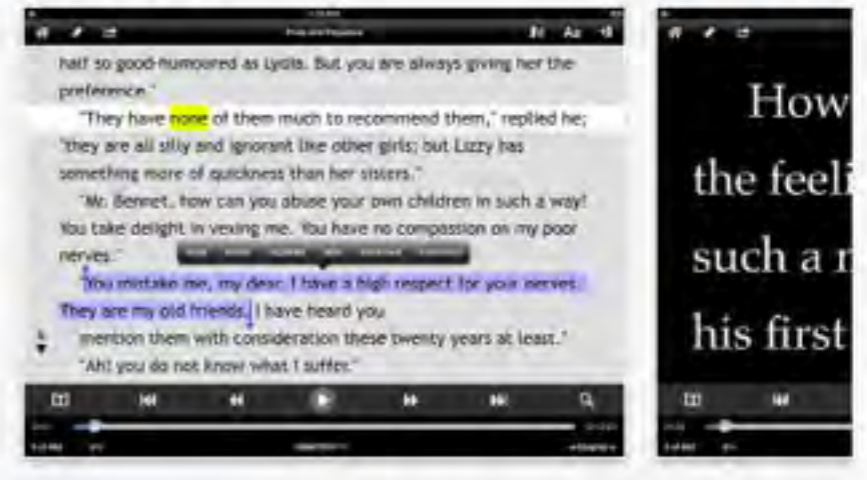 Aa
half so good-humoured as Lydia. But you are always giving her the
preference."
"They have none of them much to recommend them," replied he;
"they are all silly and ignorant like other girls; but Lizzy has
something more of quickness than her sisters."
"Mr. Bennet, how can you abuse your own children in such a way!
You take delight in vexing me. You have no compassion on my poor
nerves."
"You mistake me, my dear. I have a high respect for your nerves.
They are my old friends. I have heard you
mention them with consideration these twenty years at least."
"Ah! you do not know what I suffer."
How
the feeli
such a n
his first